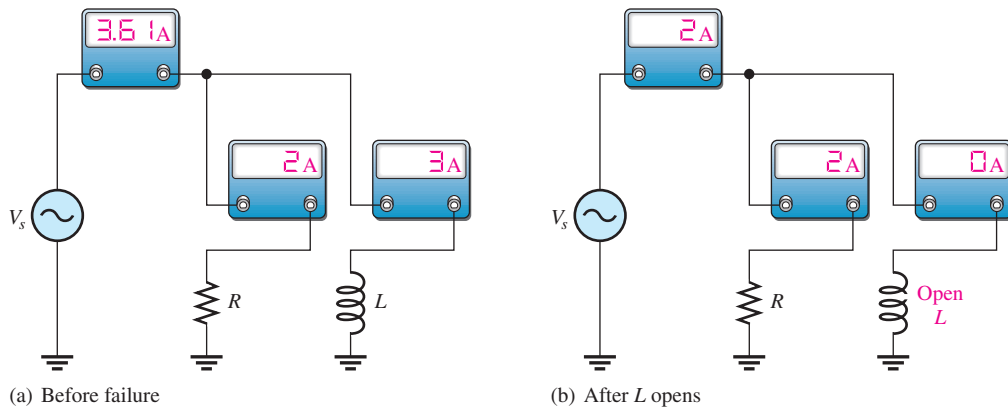 3.61A
2A
3A
Vs
R
L
(a) Before failure
2A
2A
0A
Vs
R
Open
L
(b) After L opens